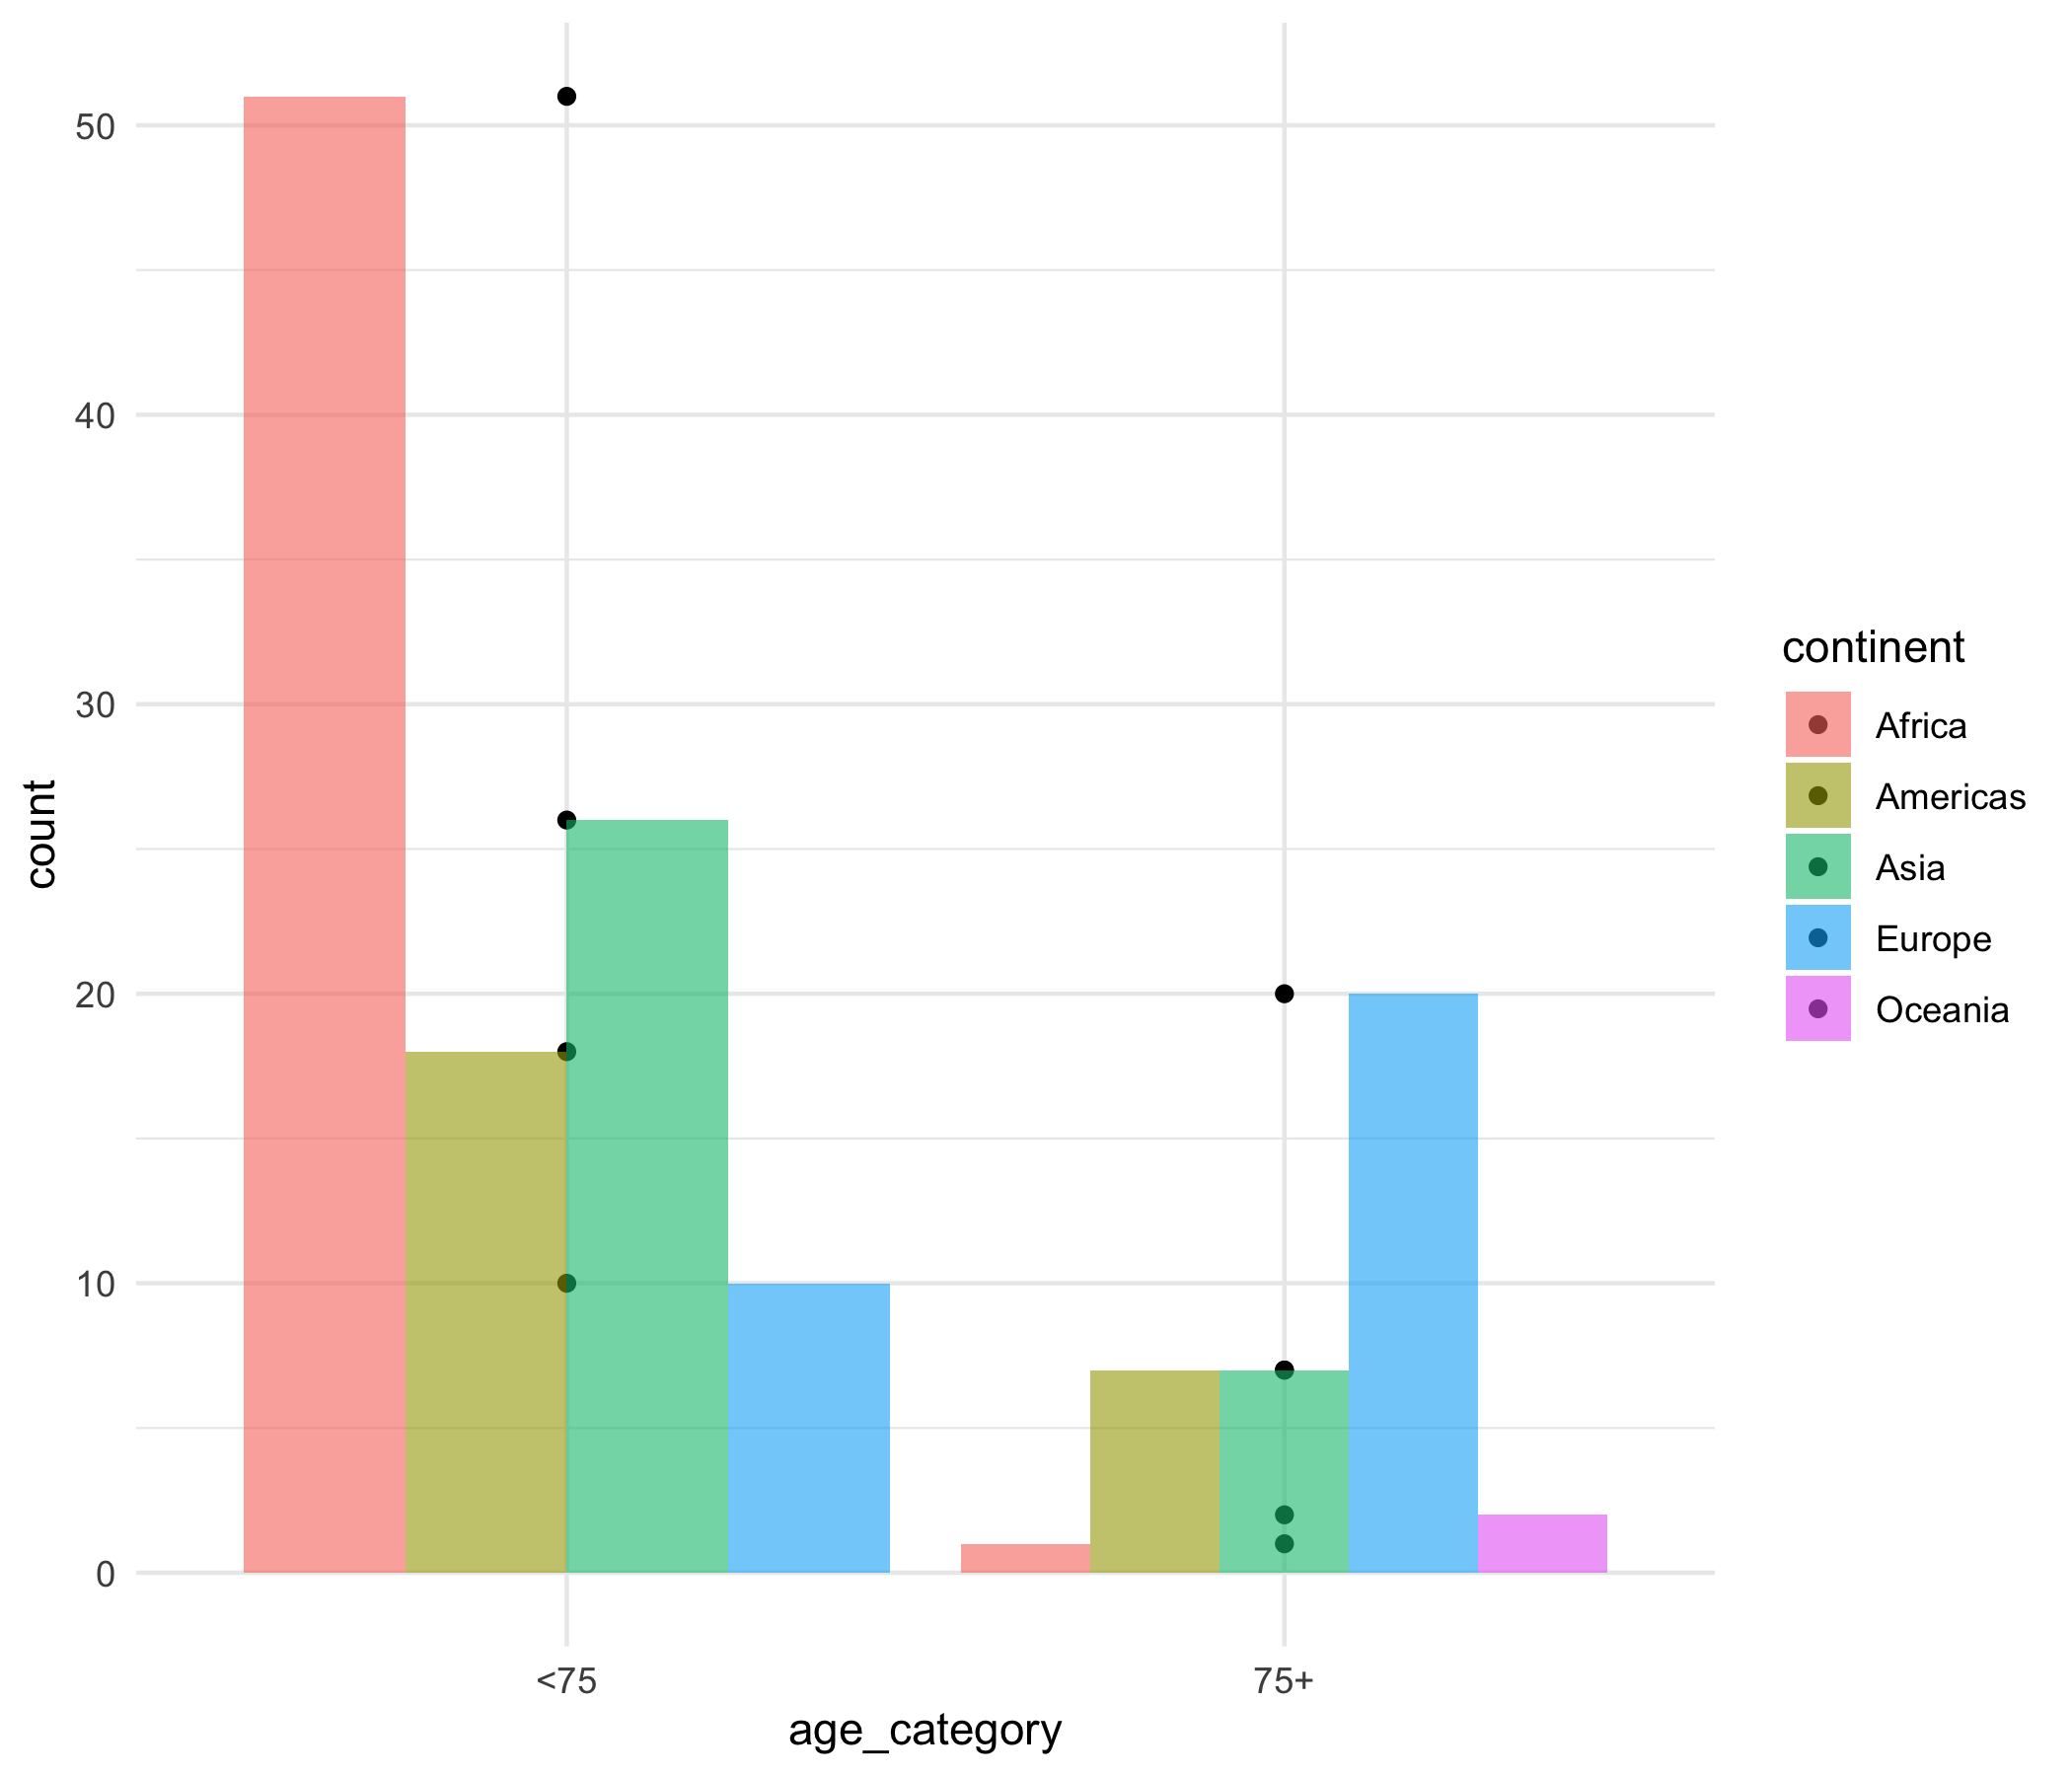 50
40
30
20
10
0
count
<75
75+
age_category
continent
Africa
Americas
Asia
Europe
Oceania